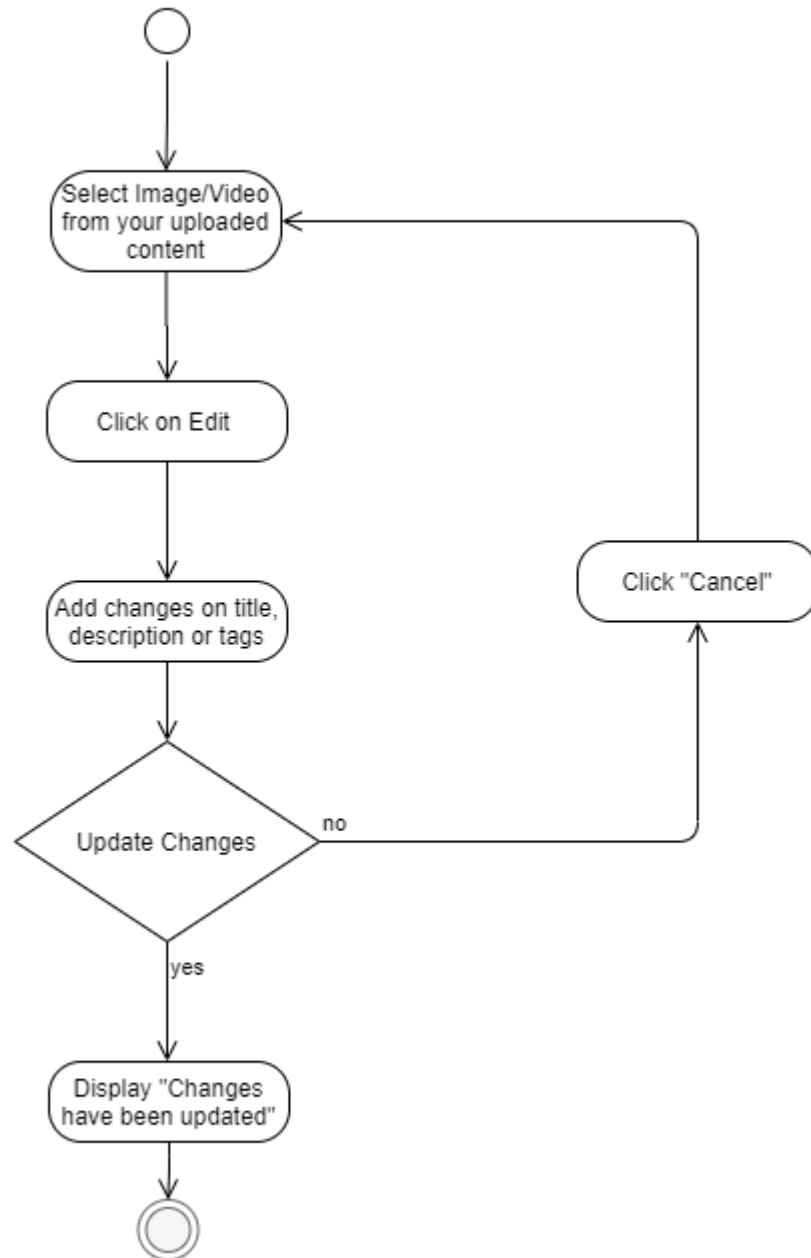 Select Image/Video
from your uploaded
content
Click on Edit
Click "Cancel"
Add changes on title,
description or tags
Update Changes
no
yes
Display "Changes
have been updated"